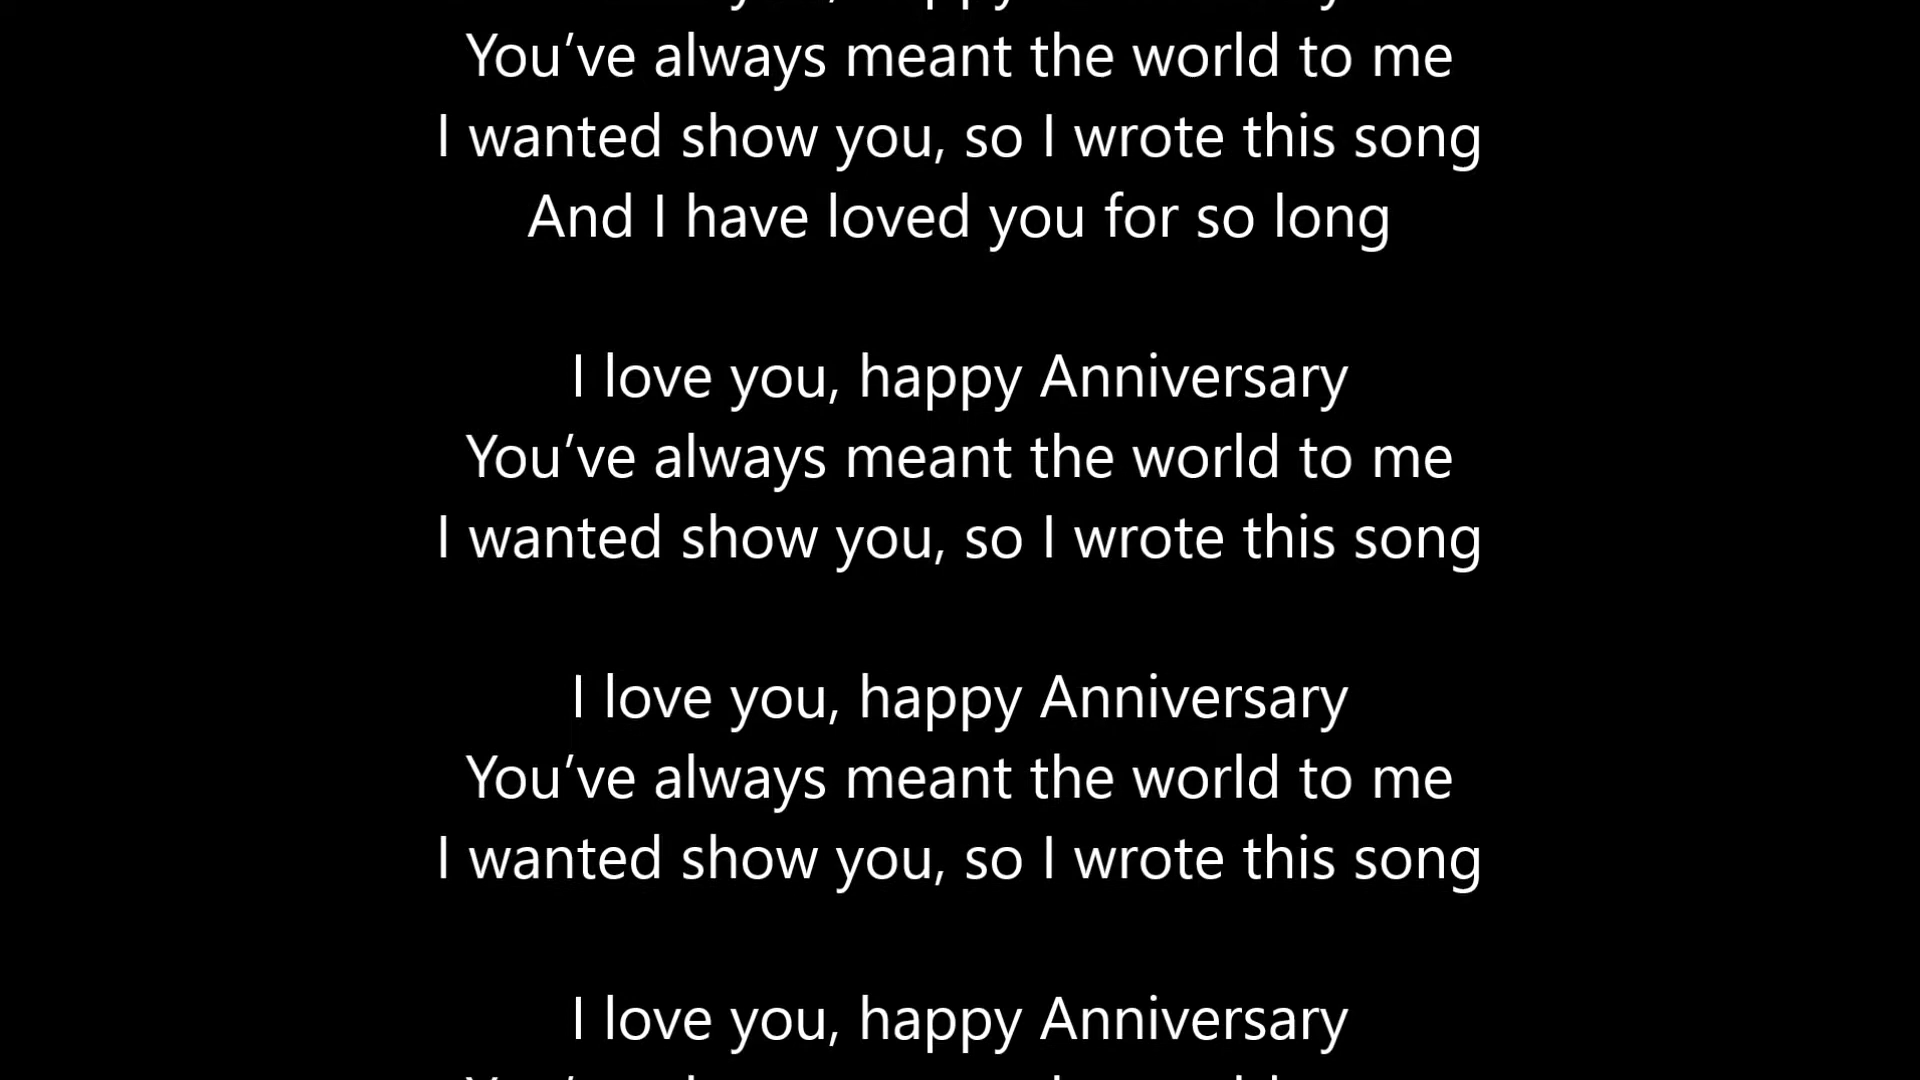 You've always meant the world to me
I wanted show you, so I wrote this song
And I have loved you for so long
I love you, happy Anniversary
You've always meant the world to me
I wanted show you, so I wrote this song
I love you, happy Anniversary
You've always meant the world to me
I wanted show you, so I wrote this song
I love you, happy Anniversary